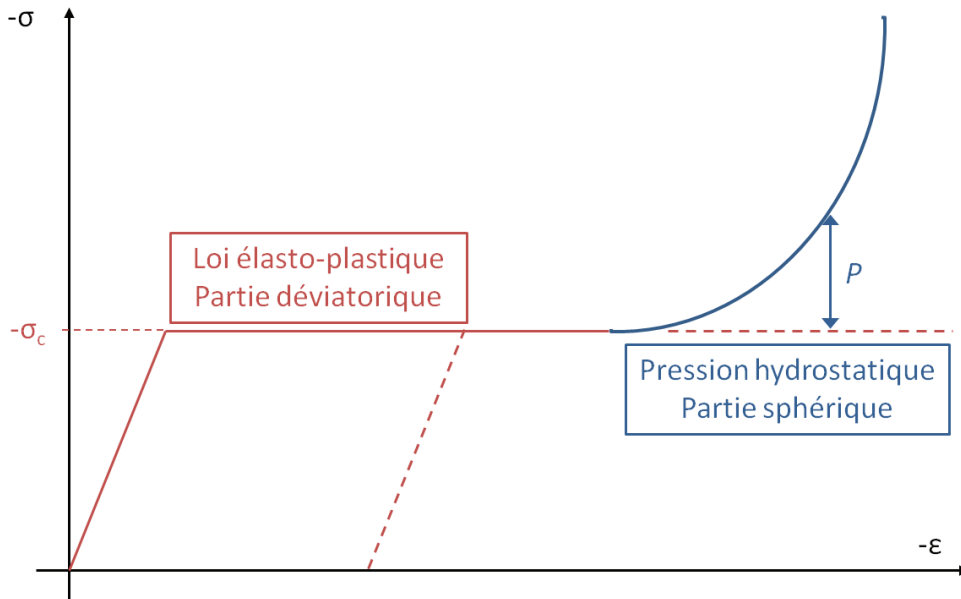 -σ
Loi élasto-plastique
Partie déviatorique
P
-σc
Pression hydrostatique
Partie sphérique
-ε